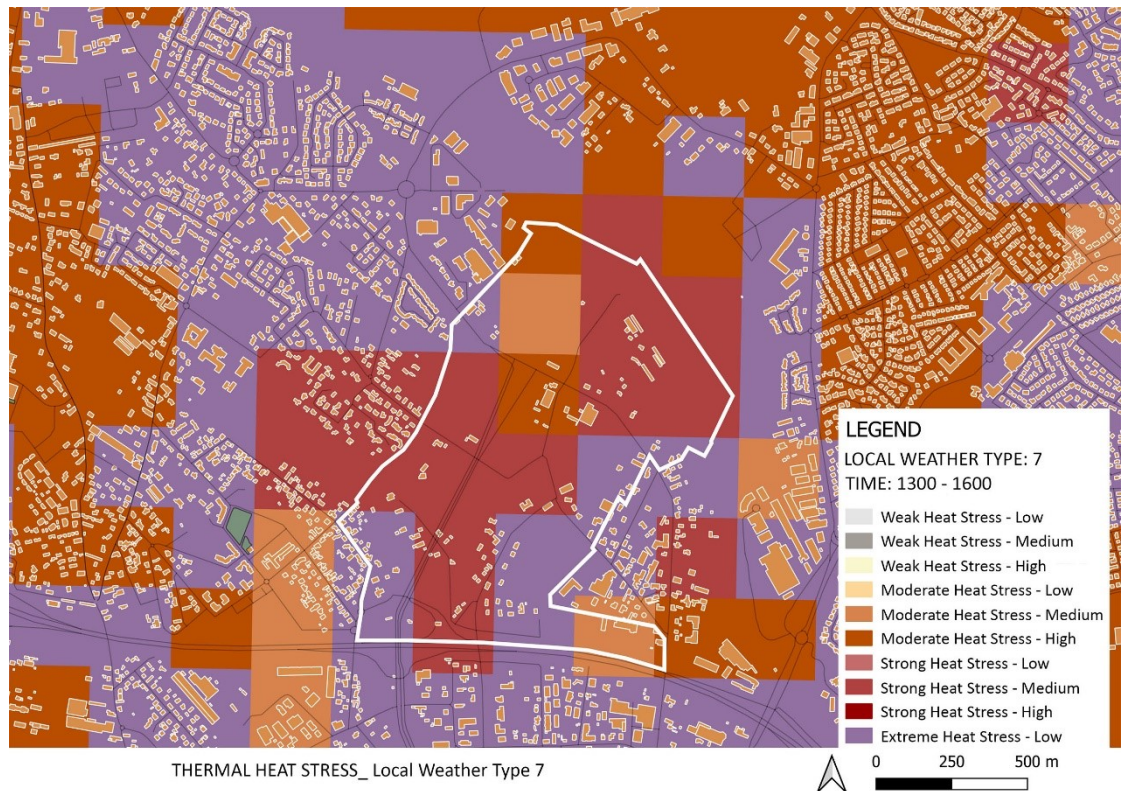 LEGEND
LOCAL WEATHER TYPE: 7
TIME: 1300 - 1600
Weak Heat Stress - Low
Weak Heat Stress - Medium
Weak Heat Stress - High
Moderate Heat Stress - Low
Moderate Heat Stress - Medium
Moderate Heat Stress - High
Strong Heat Stress - Low
Strong Heat Stress - Medium
Strong Heat Stress - High
Extreme Heat Stress - Low
THERMAL HEAT STRESS_ Local Weather Type 7
0 250 500 m